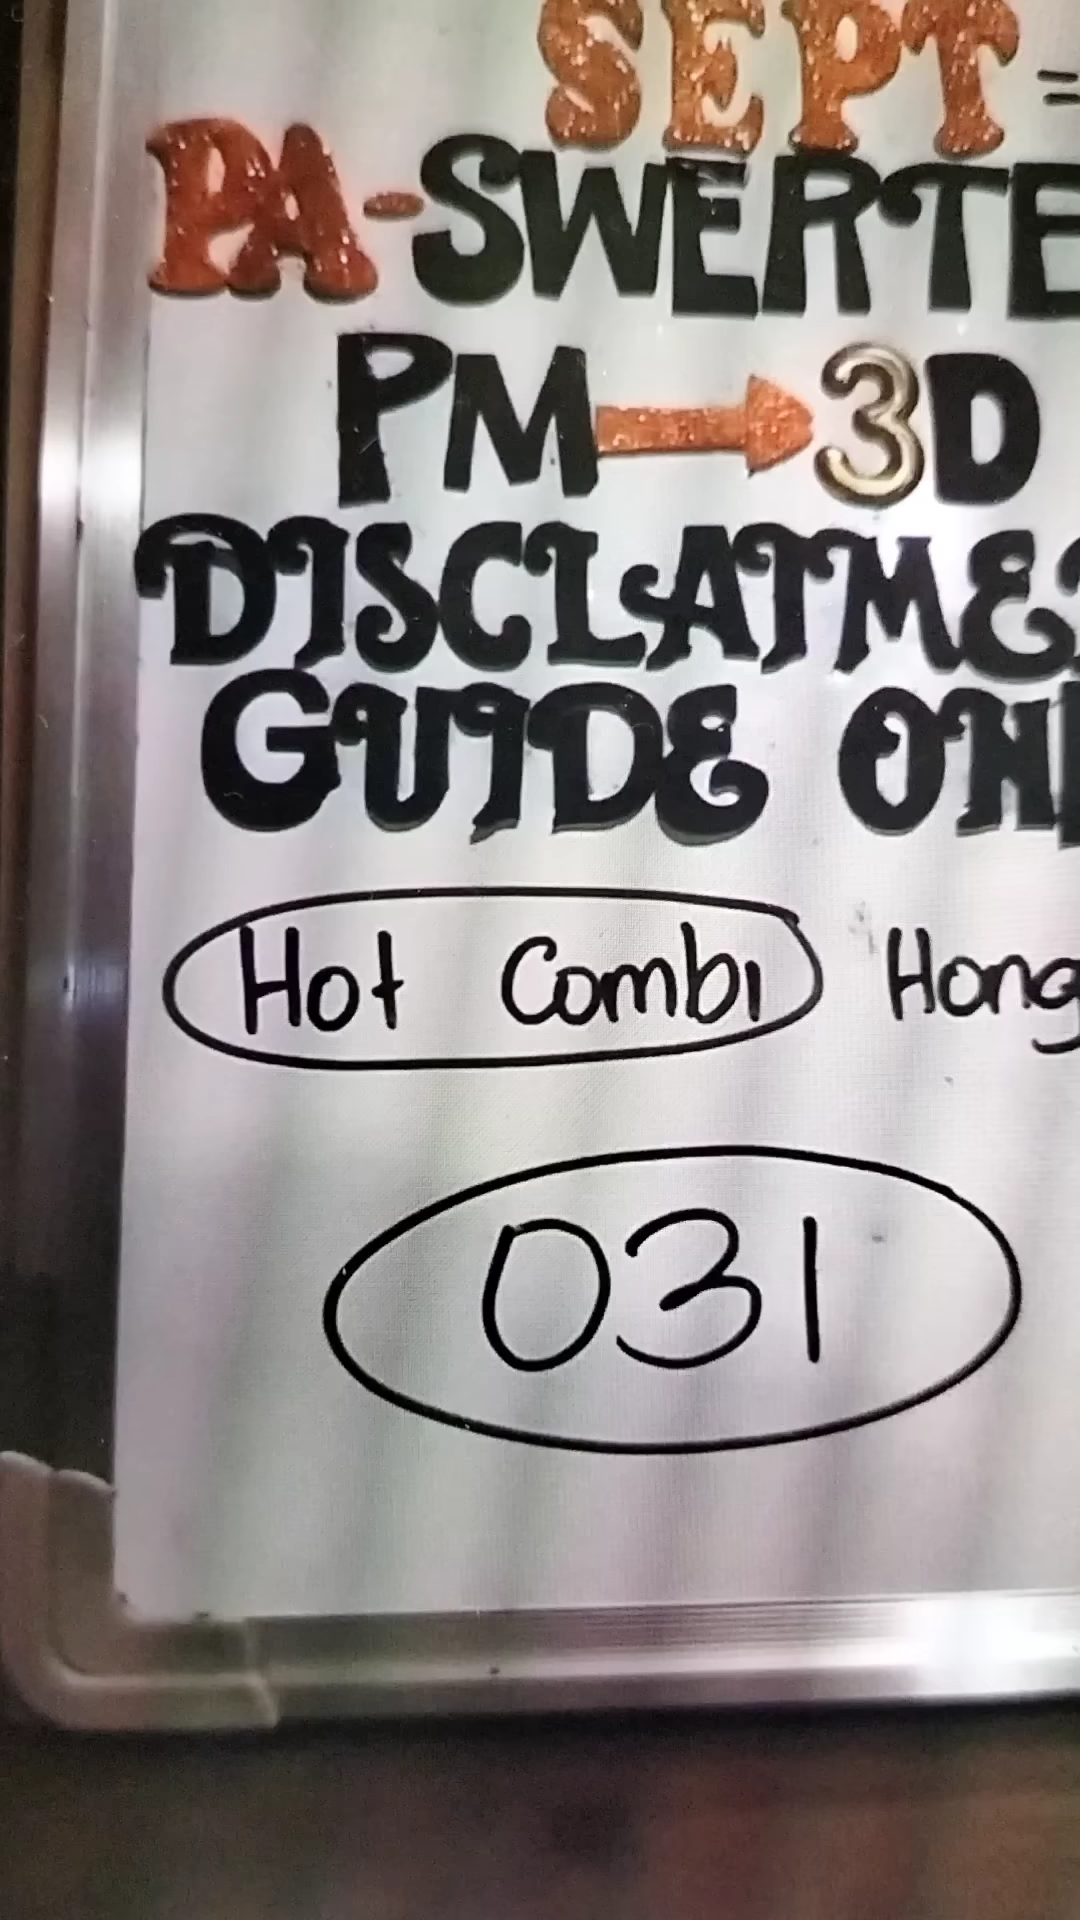 SEPT =
PA-SWERTE
PM→3D
DISCLAIME
GUIDE ON
Hot Combi Hong
031